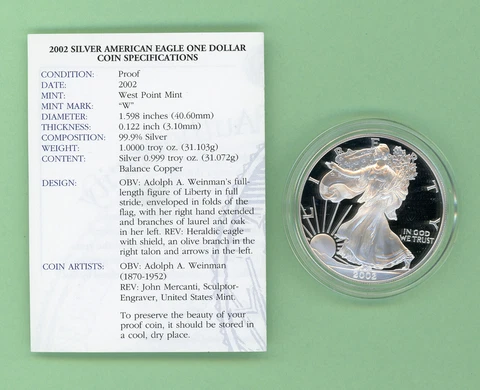 2002 SILVER AMERICAN EAGLE ONE DOLLAR
COIN SPECIFICATIONS
CONDITION: Proof
DATE: 2002
MINT: West Point Mint
MINT MARK: "W"
DIAMETER: 1.598 inches (40.60mm)
THICKNESS: 0.122 inch (3.10mm)
COMPOSITION: 99.9% Silver
WEIGHT: 1.0000 troy oz. (31.103g)
CONTENT: Silver 0.999 troy oz. (31.072g)
Balance Copper
DESIGN: OBV: Adolph A. Weinman's full-
length figure of Liberty in full
stride, enveloped in folds of the
flag, with her right hand extended
and branches of laurel and oak
in her left. REV: Heraldic eagle
with shield, an olive branch in the
right talon and arrows in the left.
COIN ARTISTS: OBV: Adolph A. Weinman
(1870-1952)
REV: John Mercanti, Sculptor-
Engraver, United States Mint.
To preserve the beauty of your
proof coin, it should be stored in
a cool, dry place.
LIBERTY
IN GOD
WE TRUST
2002